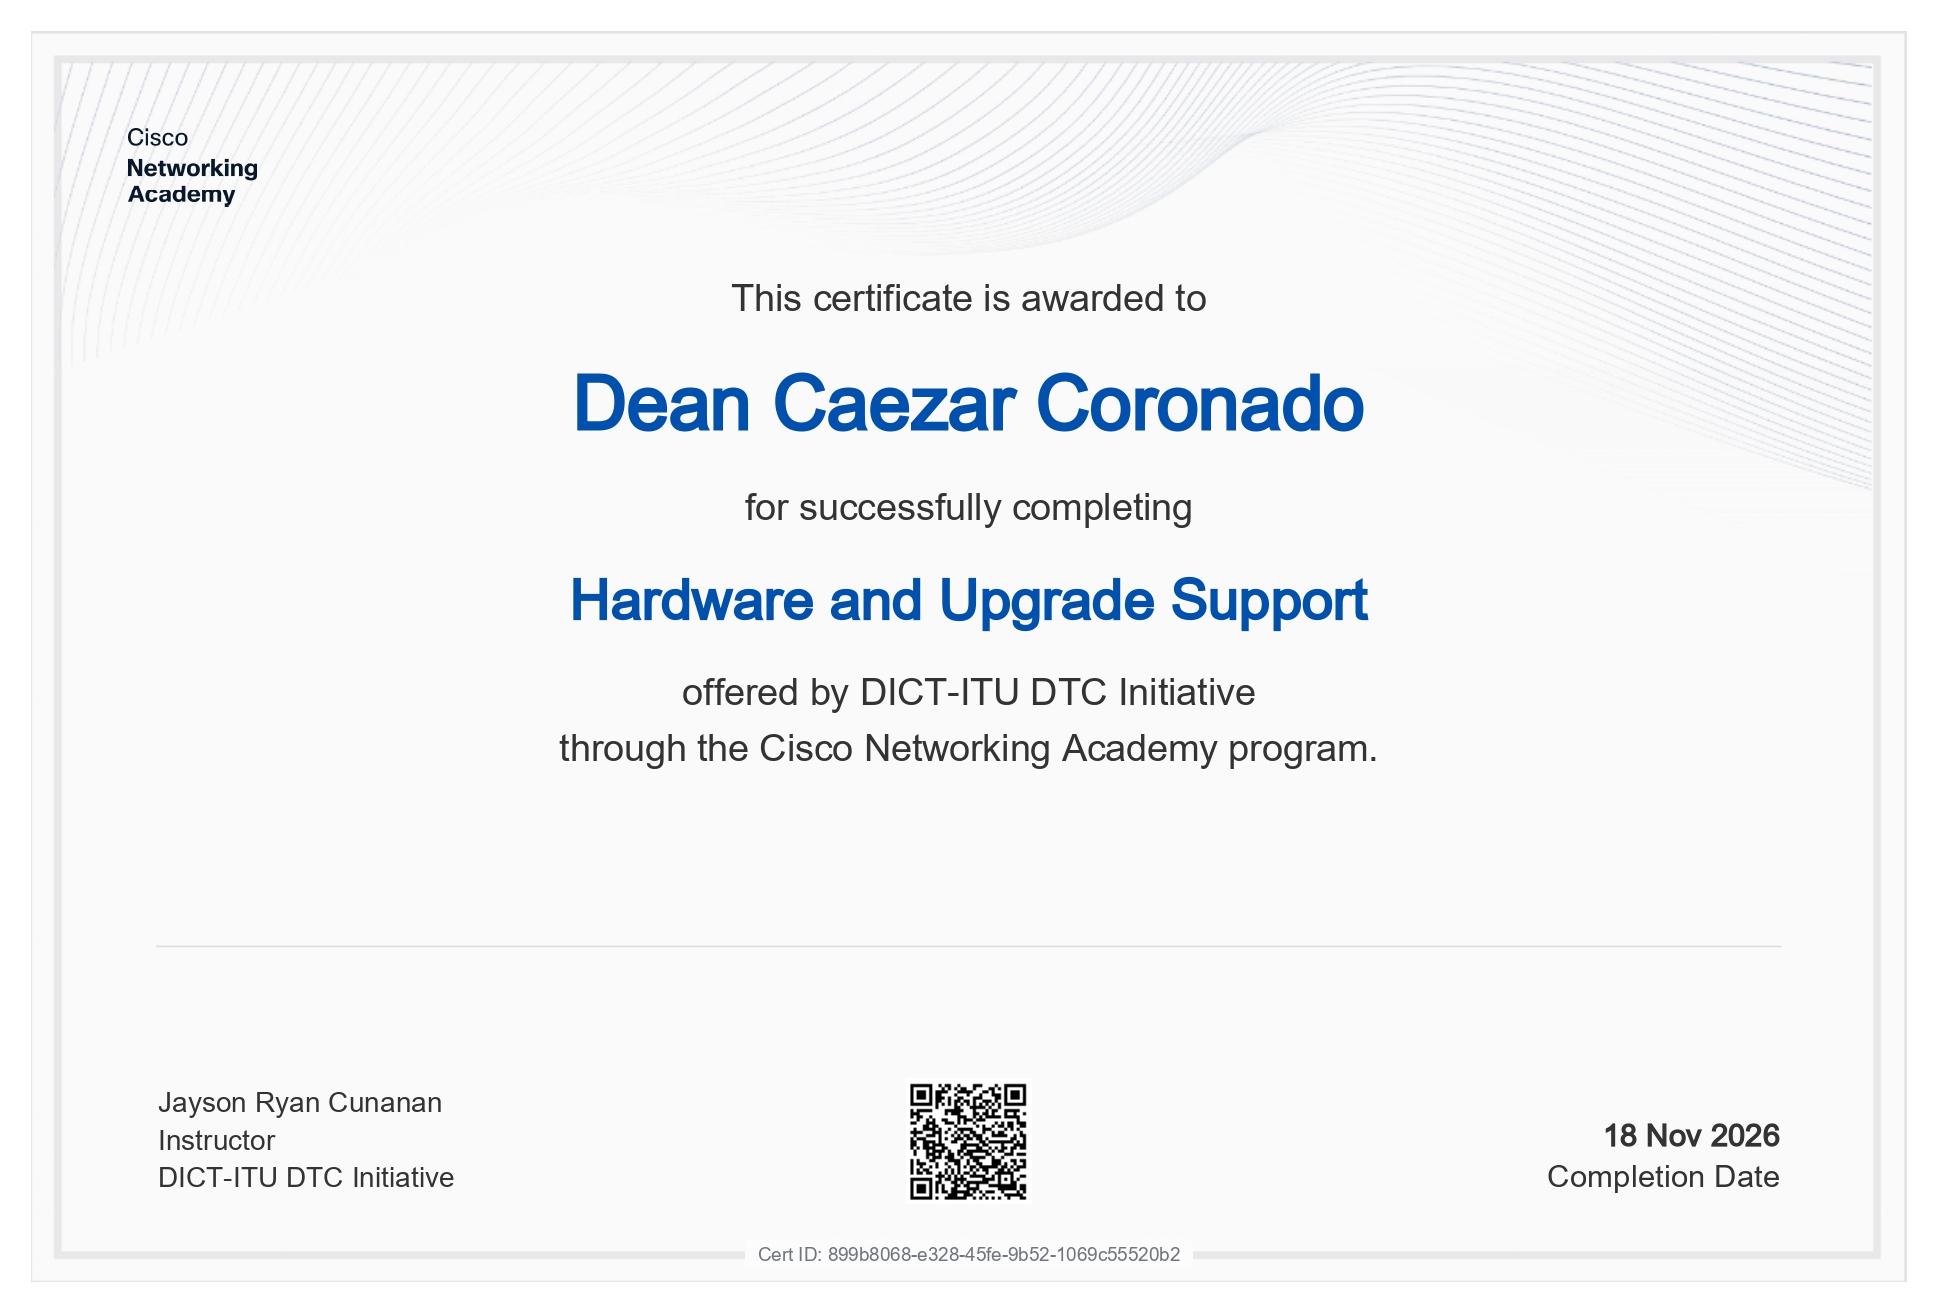 Cisco
Networking
Academy
This certificate is awarded to
Dean Caezar Coronado
for successfully completing
Hardware and Upgrade Support
offered by DICT-ITU DTC Initiative
through the Cisco Networking Academy program.
Jayson Ryan Cunanan
Instructor
DICT-ITU DTC Initiative
18 Nov 2026
Completion Date
Cert ID: 899b8068-e328-45fe-9b52-1069c55520b2